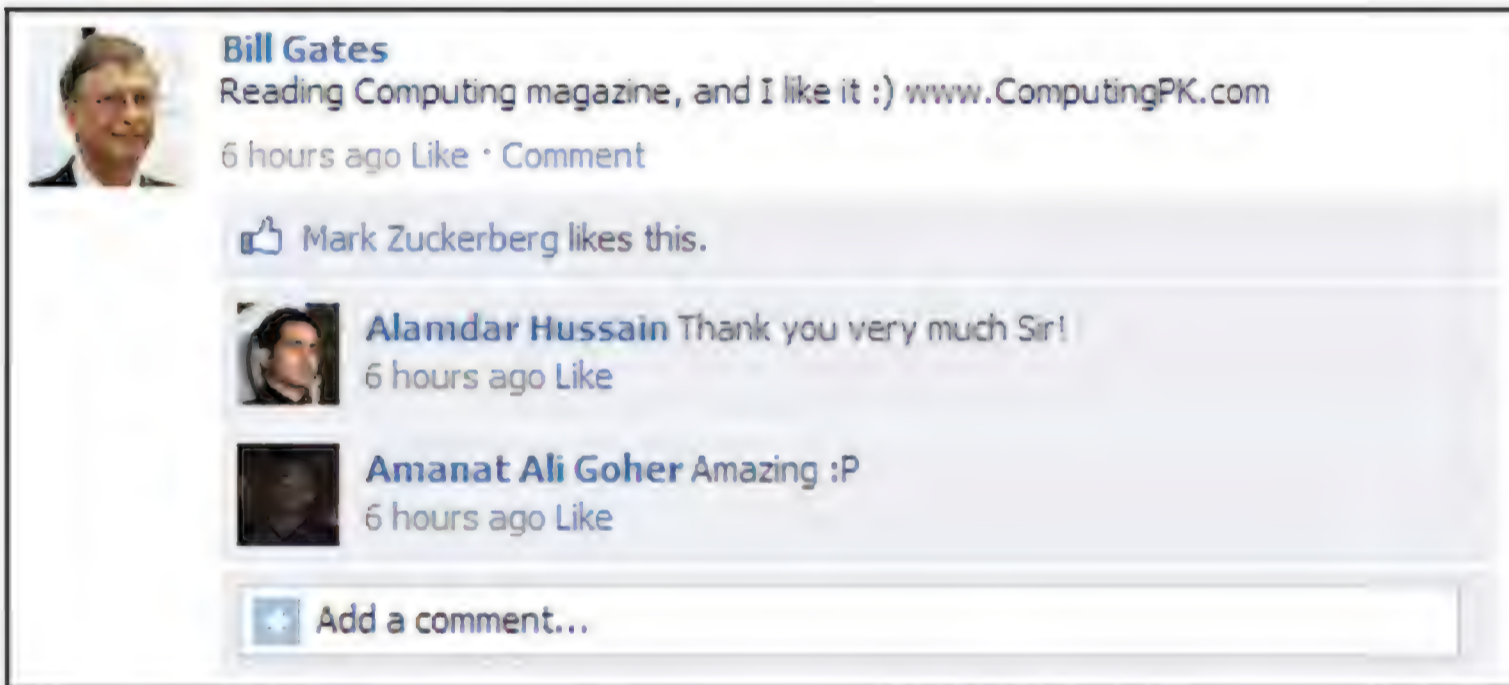 Bill Gates
Reading Computing magazine, and I like it :) www.ComputingPK.com
6 hours ago Like · Comment
Mark Zuckerberg likes this.
Alamdar Hussain Thank you very much Sir!
6 hours ago Like
Amanat Ali Goher Amazing :P
6 hours ago Like
Add a comment...